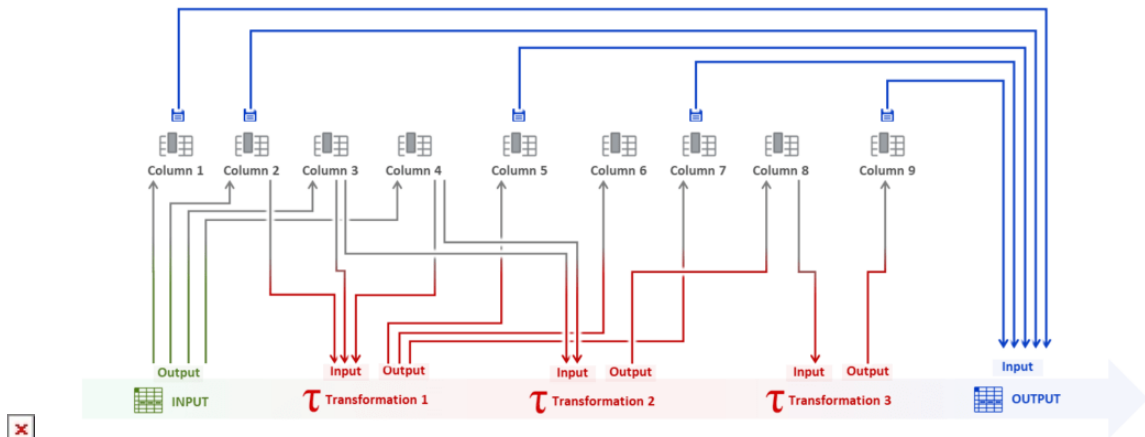 Column 1 Column 2 Column 3 Column 4 Column 5 Column 6 Column 7 Column 8 Column 9
Output Input Output Input Output Input Output Input
INPUT τ Transformation 1 τ Transformation 2 τ Transformation 3 OUTPUT